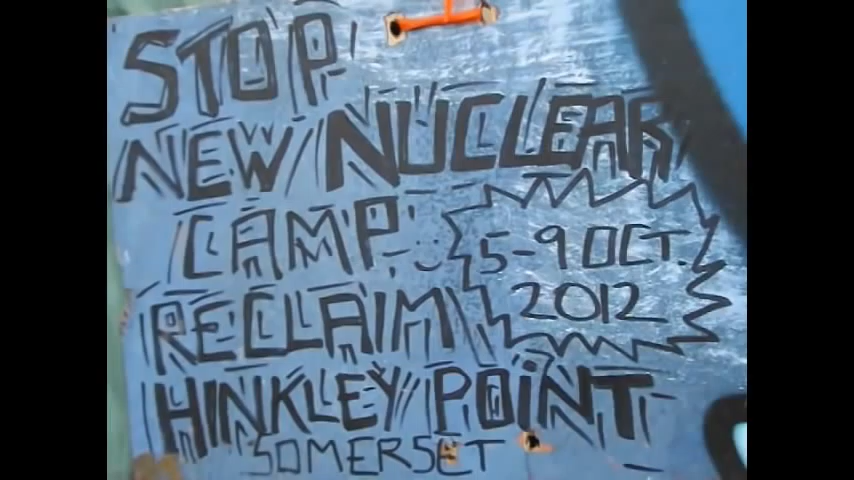 STOP
NEW NUCLEAR
CAMP
5-9 OCT.
2012
RECLAIM
HINKLEY POiNT
SOMERSET